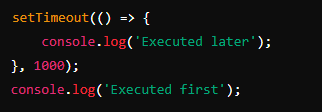 setTimeout(() => {
    console.log('Executed later');
}, 1000);
console.log('Executed first');